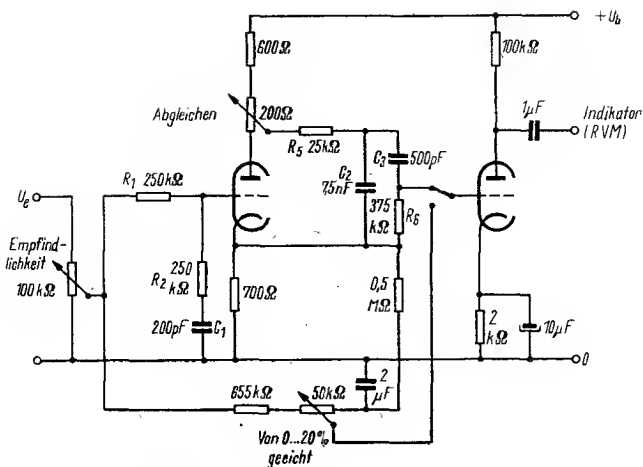 + U_b
600Ω
100kΩ
200Ω
Abgleichen
1µF
Indikator
(RVM)
R5 25kΩ
C3 500pF
C2
7,5nF
R1 250kΩ
U_e
375
kΩ
R6
Empfind-
lichkeit
100kΩ
250
R2 kΩ
700Ω
0,5
MΩ
200pF C1
2
kΩ
10µF
0
2
µF
655kΩ
50kΩ
Von 0...20%
geeicht